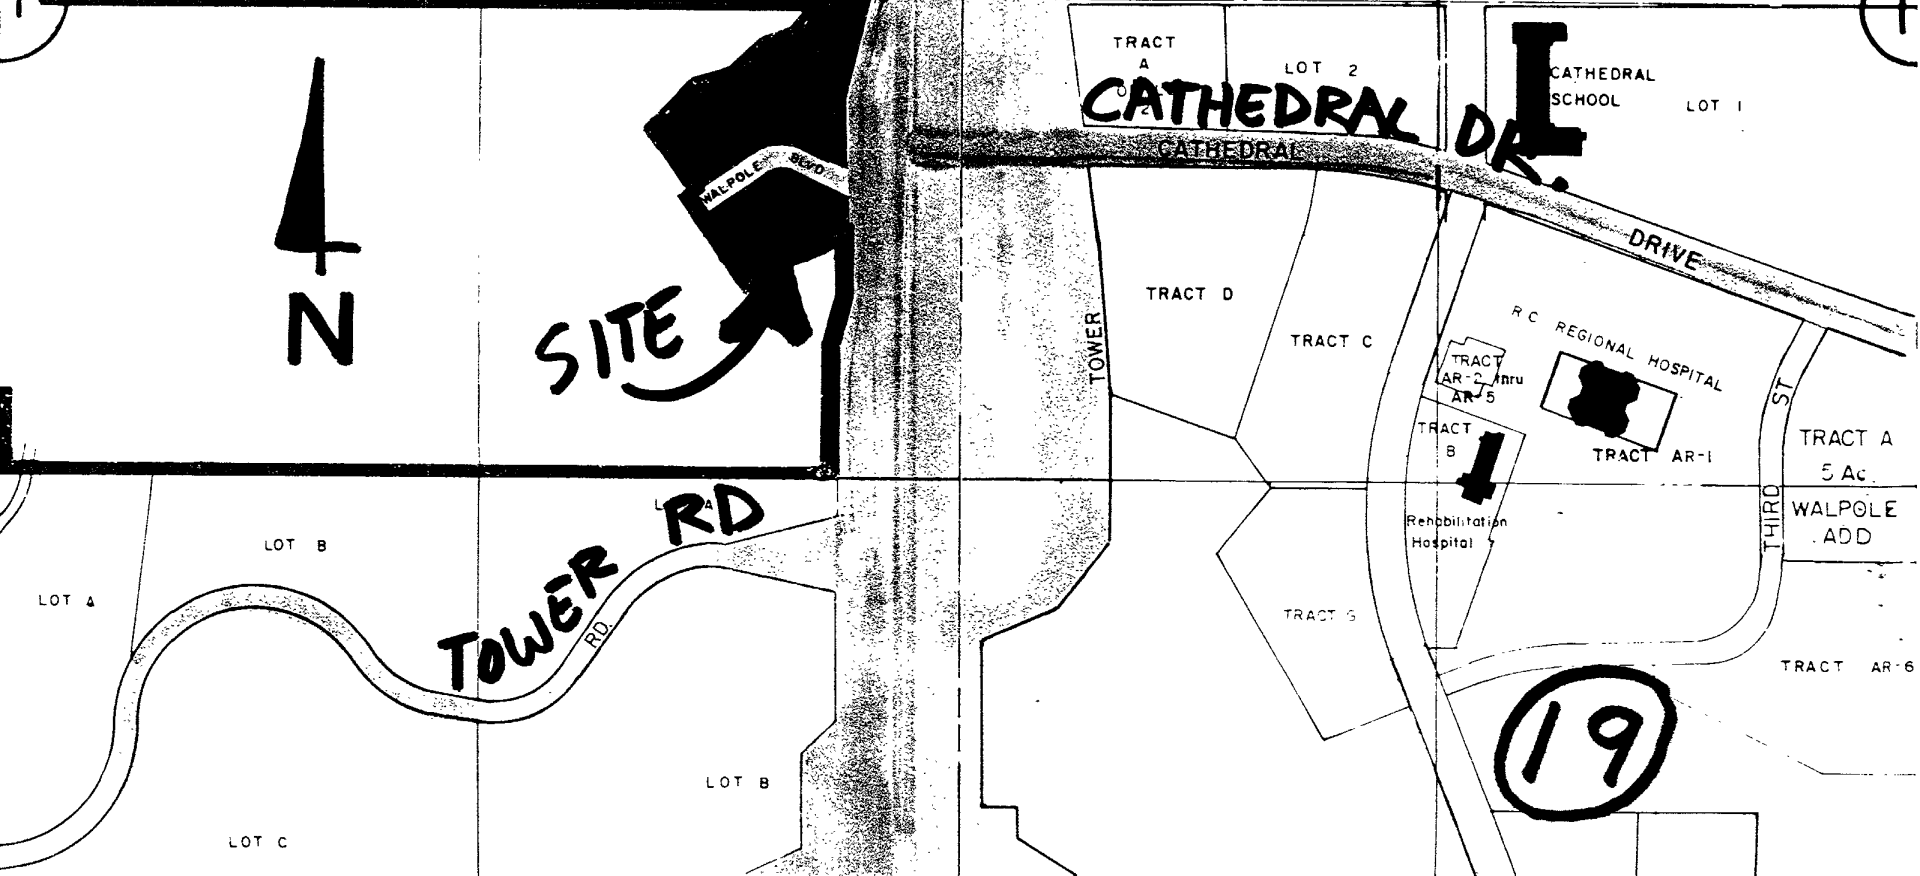 TRACT
A
LOT 2
CATHEDRAL
SCHOOL
LOT 1
CATHEDRAL DR.
CATHEDRAL
DRIVE
WALPOLE BLVD
N
SITE
TRACT D
TOWER
TRACT C
R C REGIONAL HOSPITAL
TRACT
AR-2 thru
AR-5
ST
TRACT
B
TRACT AR-1
TRACT A
5 Ac.
WALPOLE
ADD
THIRD
Rehabilitation
Hospital
TOWER RD
RD.
LOT B
LOT A
TRACT G
TRACT AR-6
19
LOT B
LOT C